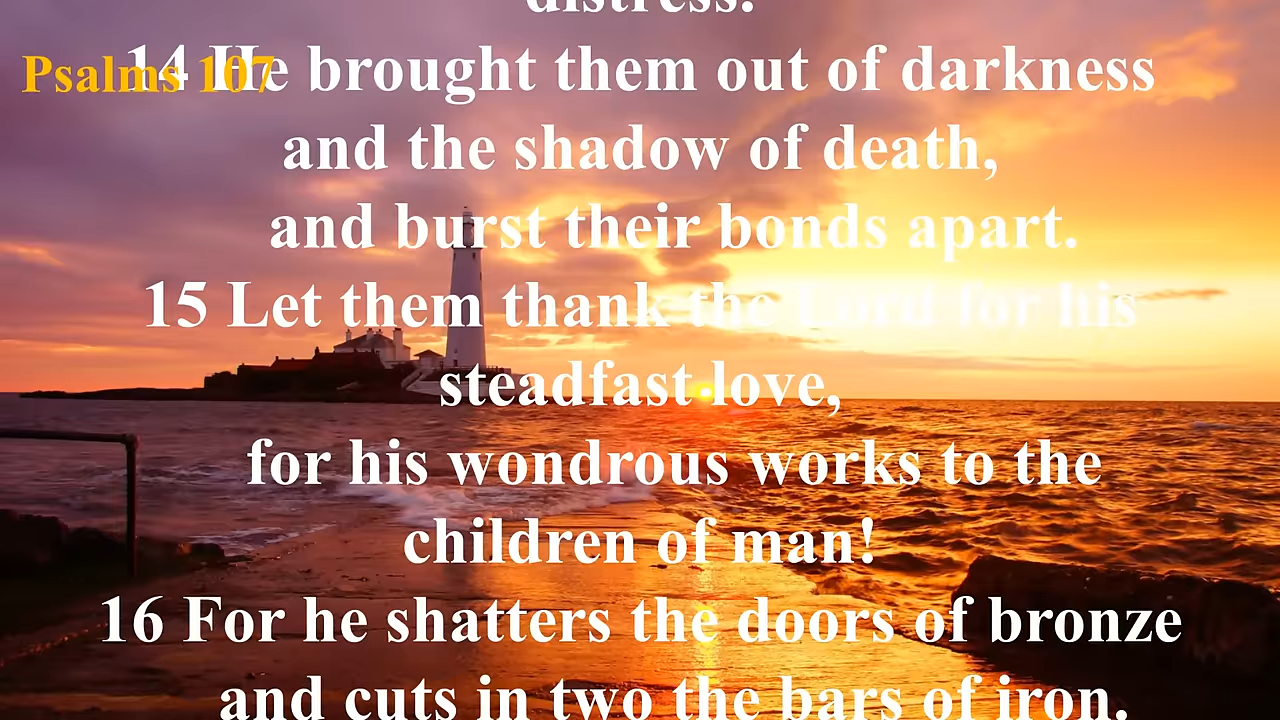 distress.
Psalms 107
14 He brought them out of darkness
and the shadow of death,
and burst their bonds apart.
15 Let them thank the Lord for his
steadfast love,
for his wondrous works to the
children of man!
16 For he shatters the doors of bronze
and cuts in two the bars of iron.